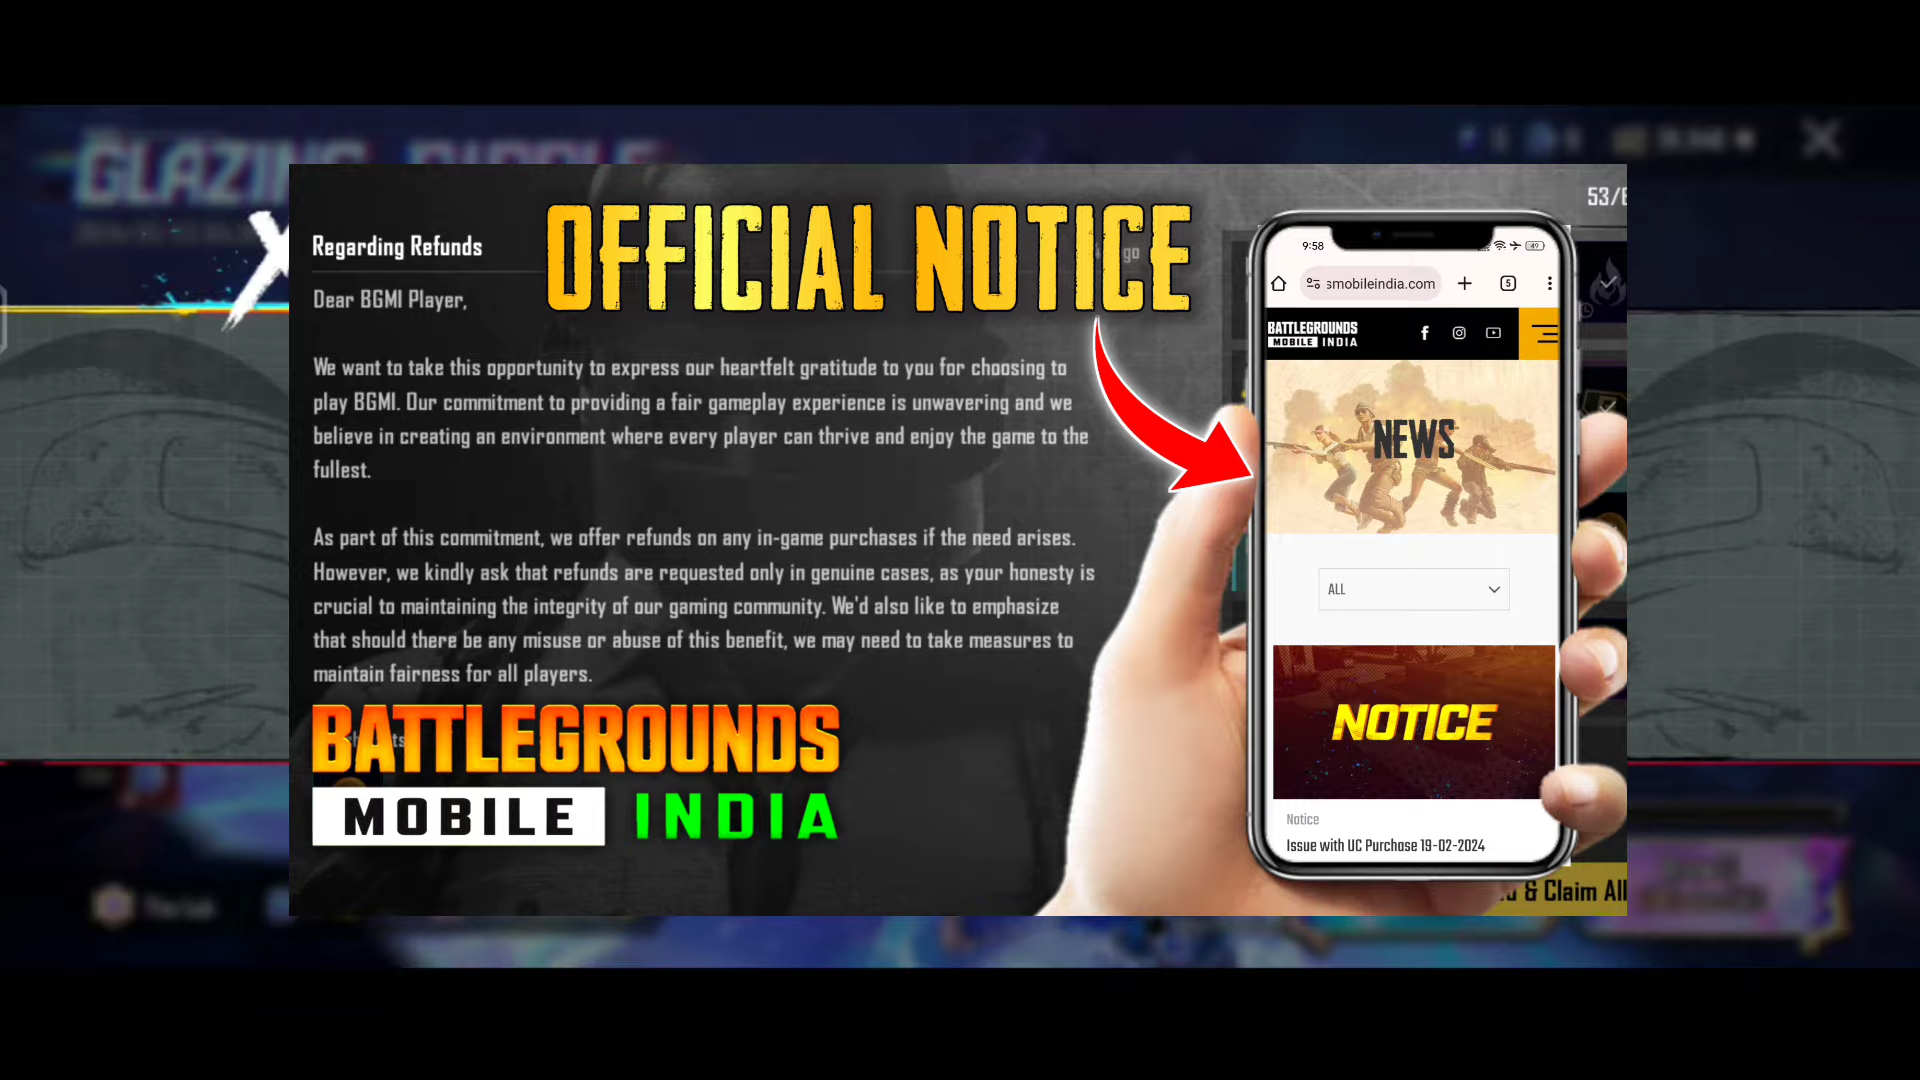 GLAZING RIPPLE
53/6
OFFICIAL NOTICE
Regarding Refunds
go
Dear BGMI Player,
We want to take this opportunity to express our heartfelt gratitude to you for choosing to
play BGMI. Our commitment to providing a fair gameplay experience is unwavering and we
believe in creating an environment where every player can thrive and enjoy the game to the
fullest.
As part of this commitment, we offer refunds on any in-game purchases if the need arises.
However, we kindly ask that refunds are requested only in genuine cases, as your honesty is
crucial to maintaining the integrity of our gaming community. We'd also like to emphasize
that should there be any misuse or abuse of this benefit, we may need to take measures to
maintain fairness for all players.
BATTLEGROUNDS
MOBILE INDIA
9:58
49
smobileindia.com
5
BATTLEGROUNDS
MOBILE INDIA
NEWS
ALL
NOTICE
Notice
Issue with UC Purchase 19-02-2024
& Claim All